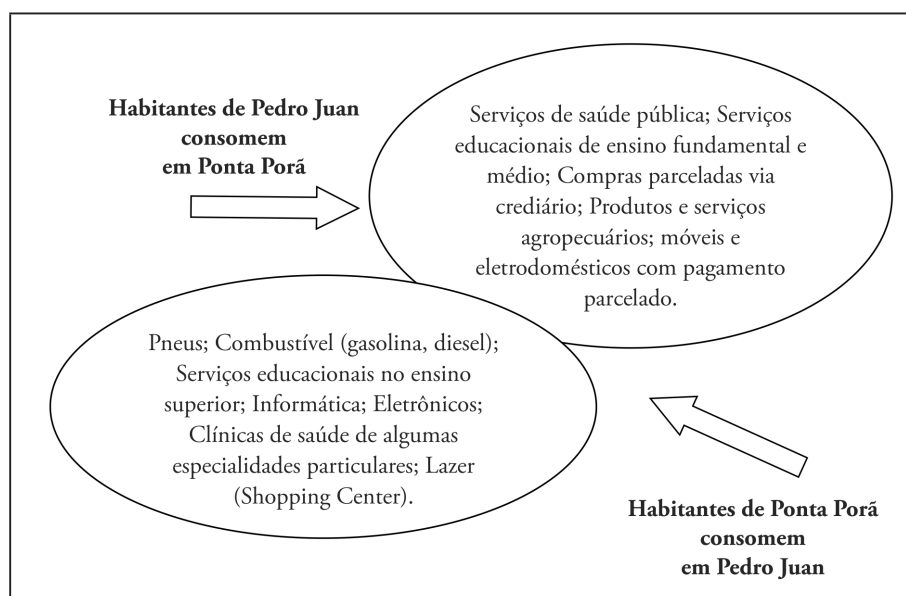 Habitantes de Pedro Juan
consomem
em Ponta Porã
Serviços de saúde pública; Serviços
educacionais de ensino fundamental e
médio; Compras parceladas via
crediário; Produtos e serviços
agropecuários; móveis e
eletrodomésticos com pagamento
parcelado.
Pneus; Combustível (gasolina, diesel);
Serviços educacionais no ensino
superior; Informática; Eletrônicos;
Clínicas de saúde de algumas
especialidades particulares; Lazer
(Shopping Center).
Habitantes de Ponta Porã
consomem
em Pedro Juan